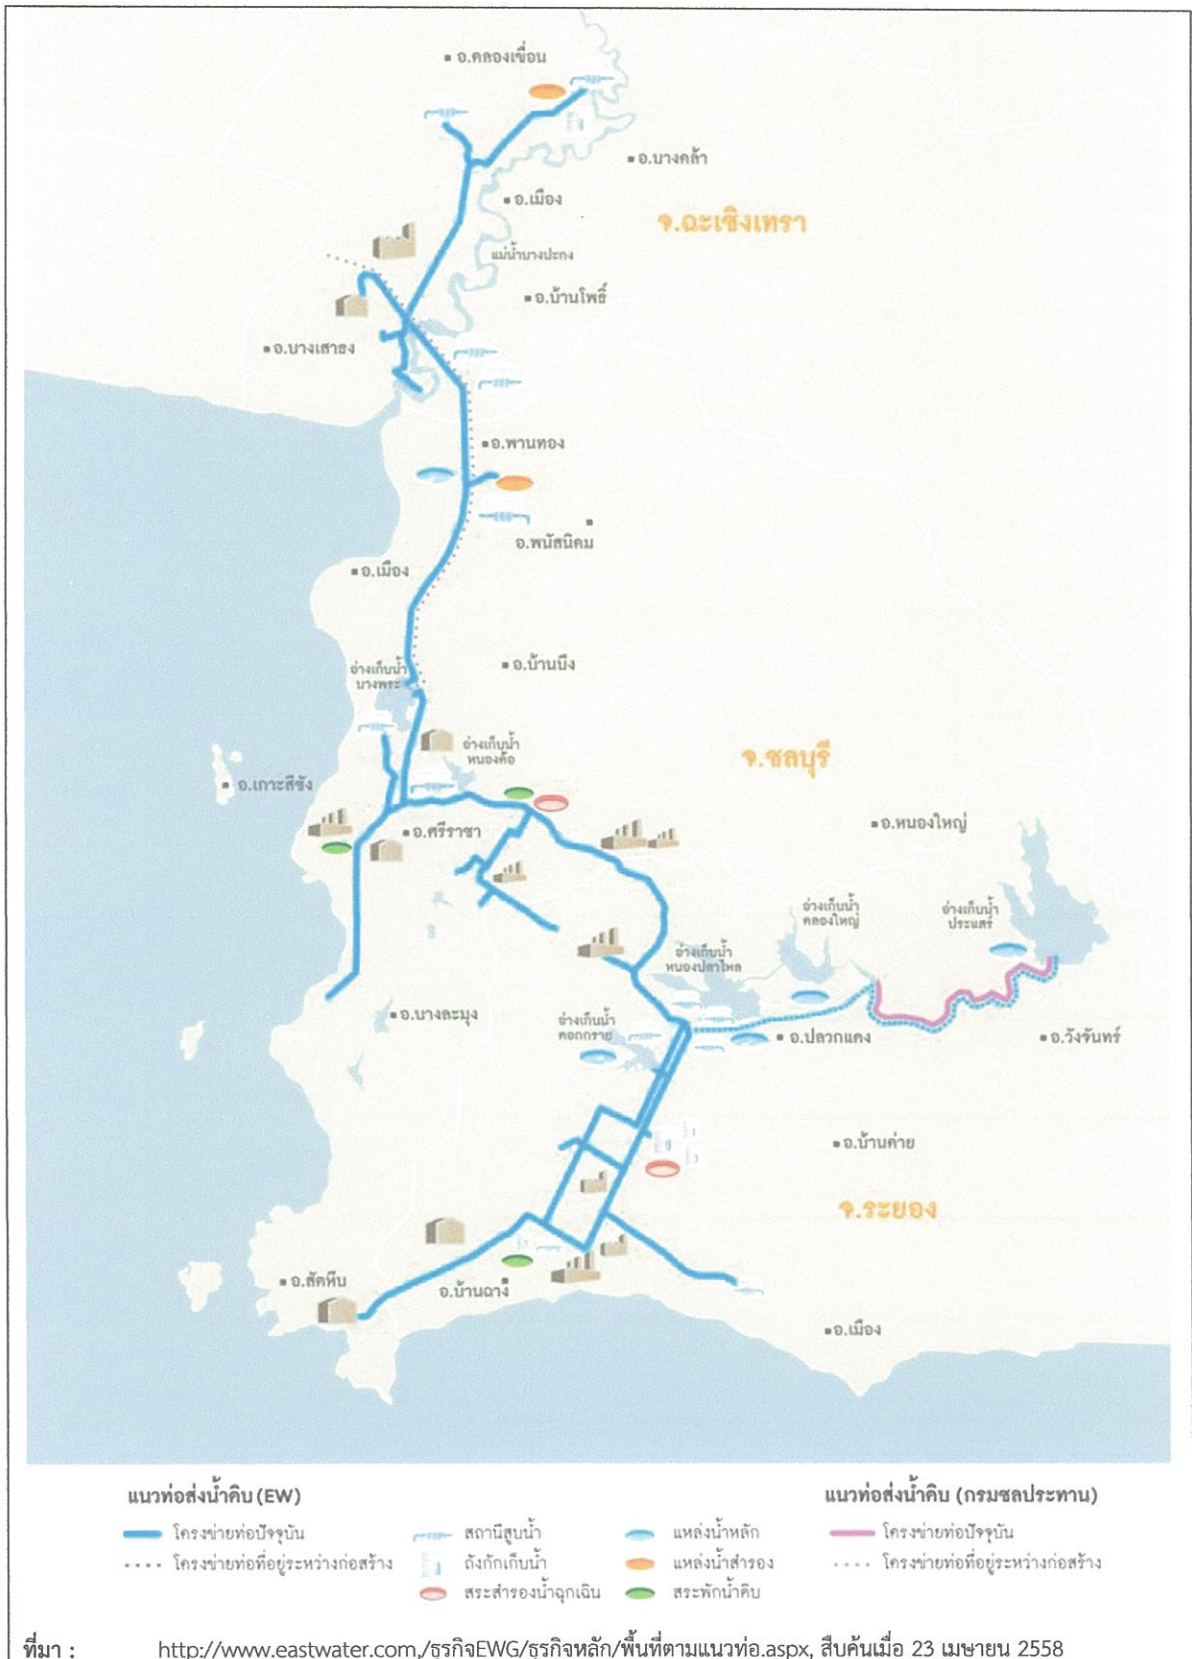 อ.คลองเขื่อน
อ.บางคล้า
อ.เมือง
จ.ฉะเชิงเทรา
แม่น้ำบางปะกง
อ.บ้านโพธิ์
อ.บางเสาธง
อ.พานทอง
อ.พนัสนิคม
อ.เมือง
อ.บ้านบึง
อ่างเก็บน้ำ
บางพระ
อ่างเก็บน้ำ
หนองค้อ
จ.ชลบุรี
อ.เกาะสีชัง
อ.ศรีราชา
อ.หนองใหญ่
อ่างเก็บน้ำ
คลองใหญ่
อ่างเก็บน้ำ
ประแสร์
อ่างเก็บน้ำ
หนองปลาไหล
อ.บางละมุง
อ่างเก็บน้ำ
ดอกกราย
อ.ปลวกแดง
อ.วังจันทร์
อ.บ้านค่าย
จ.ระยอง
อ.สัตหีบ
อ.บ้านฉาง
อ.เมือง
แนวท่อส่งน้ำดิบ (EW)
โครงข่ายท่อปัจจุบัน
โครงข่ายท่อที่อยู่ระหว่างก่อสร้าง
สถานีสูบน้ำ
ถังกักเก็บน้ำ
สระสำรองน้ำฉุกเฉิน
แหล่งน้ำหลัก
แหล่งน้ำสำรอง
สระพักน้ำดิบ
แนวท่อส่งน้ำดิบ (กรมชลประทาน)
โครงข่ายท่อปัจจุบัน
โครงข่ายท่อที่อยู่ระหว่างก่อสร้าง
ที่มา : http://www.eastwater.com,/ธุรกิจEWG/ธุรกิจหลัก/พื้นที่ตามแนวท่อ.aspx, สืบค้นเมื่อ 23 เมษายน 2558